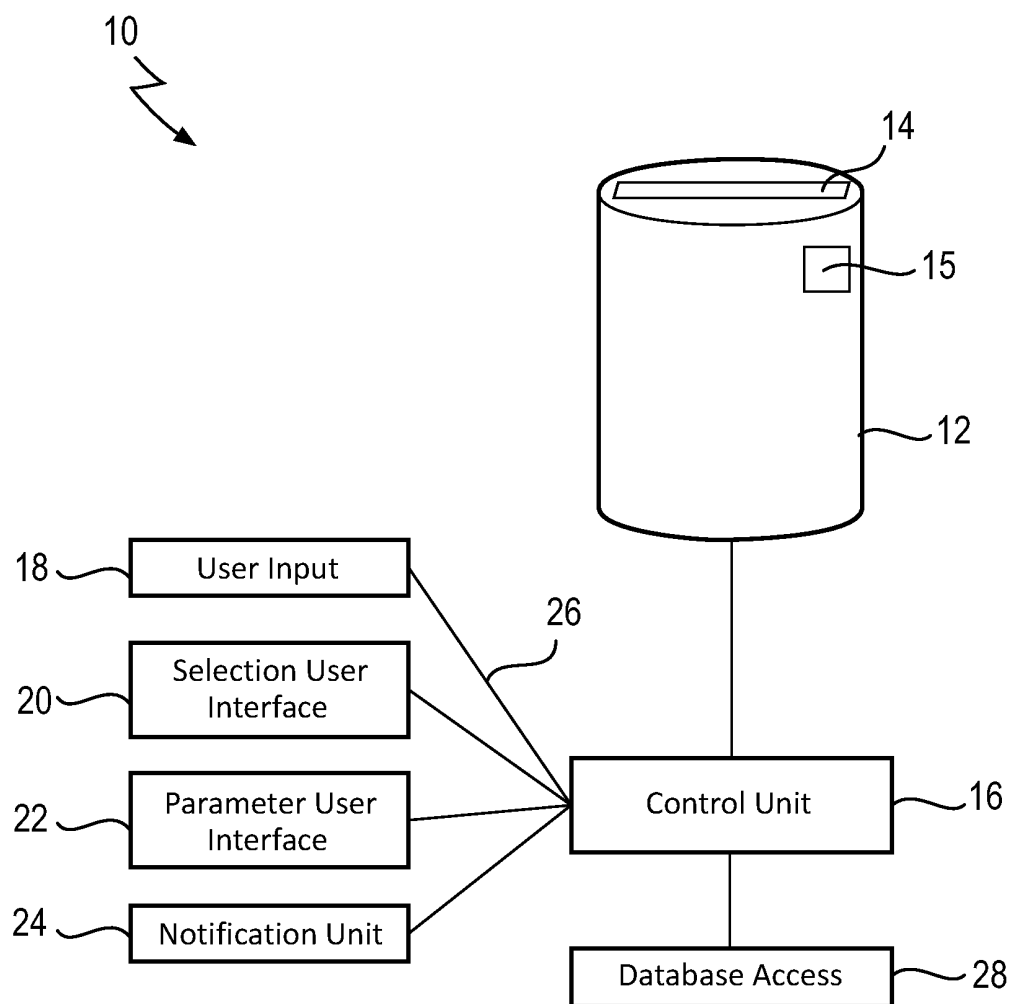 10
14
15
12
18
User Input
26
20
Selection User
Interface
22
Parameter User
Interface
Control Unit
16
24
Notification Unit
Database Access
28